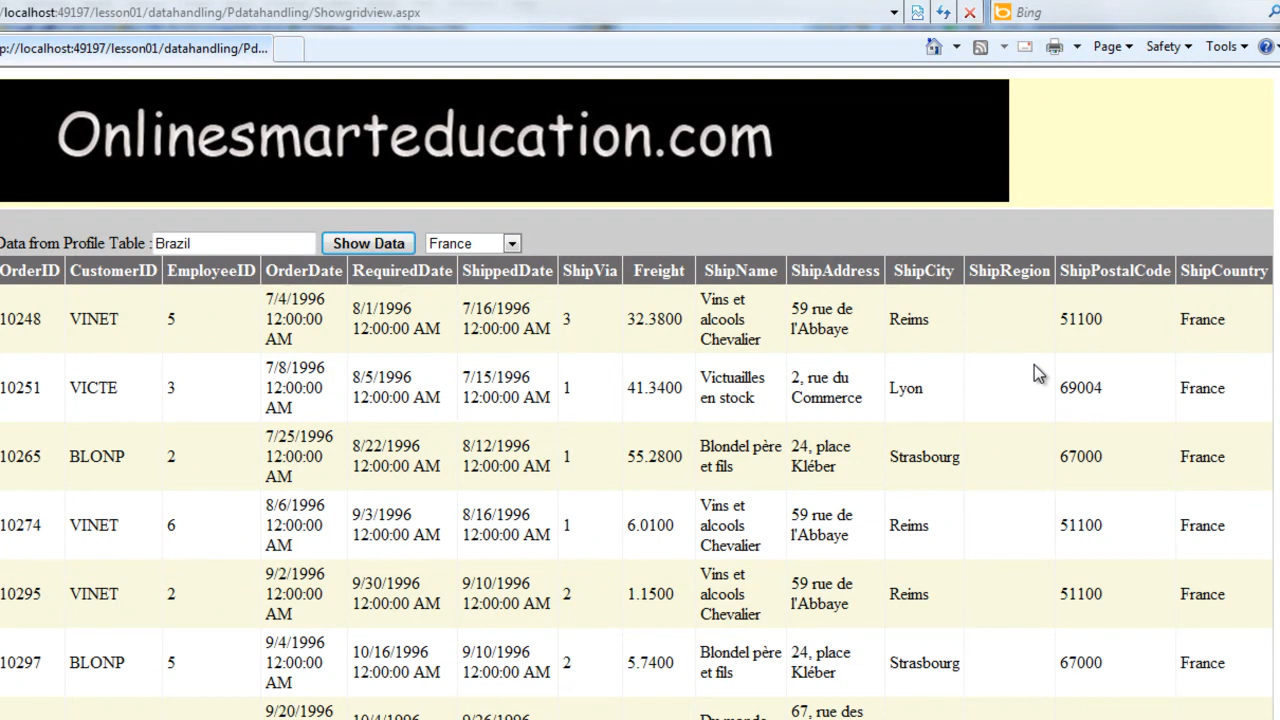 /localhost:49197/lesson01/datahandling/Pdatahandling/Showgridview.aspx Bing
p://localhost:49197/lesson01/datahandling/Pd... Page Safety Tools
Onlinesmarteducation.com
Data from Profile Table : Brazil Show Data France
OrderID CustomerID EmployeeID OrderDate RequiredDate ShippedDate ShipVia Freight ShipName ShipAddress ShipCity ShipRegion ShipPostalCode ShipCountry
10248 VINET 5 7/4/1996 12:00:00 AM 8/1/1996 12:00:00 AM 7/16/1996 12:00:00 AM 3 32.3800 Vins et alcools Chevalier 59 rue de l'Abbaye Reims 51100 France
10251 VICTE 3 7/8/1996 12:00:00 AM 8/5/1996 12:00:00 AM 7/15/1996 12:00:00 AM 1 41.3400 Victuailles en stock 2, rue du Commerce Lyon 69004 France
10265 BLONP 2 7/25/1996 12:00:00 AM 8/22/1996 12:00:00 AM 8/12/1996 12:00:00 AM 1 55.2800 Blondel père et fils 24, place Kléber Strasbourg 67000 France
10274 VINET 6 8/6/1996 12:00:00 AM 9/3/1996 12:00:00 AM 8/16/1996 12:00:00 AM 1 6.0100 Vins et alcools Chevalier 59 rue de l'Abbaye Reims 51100 France
10295 VINET 2 9/2/1996 12:00:00 AM 9/30/1996 12:00:00 AM 9/10/1996 12:00:00 AM 2 1.1500 Vins et alcools Chevalier 59 rue de l'Abbaye Reims 51100 France
10297 BLONP 5 9/4/1996 12:00:00 AM 10/16/1996 12:00:00 AM 9/10/1996 12:00:00 AM 2 5.7400 Blondel père et fils 24, place Kléber Strasbourg 67000 France
9/20/1996 10/4/1996 9/26/1996 Du monde 67, rue des